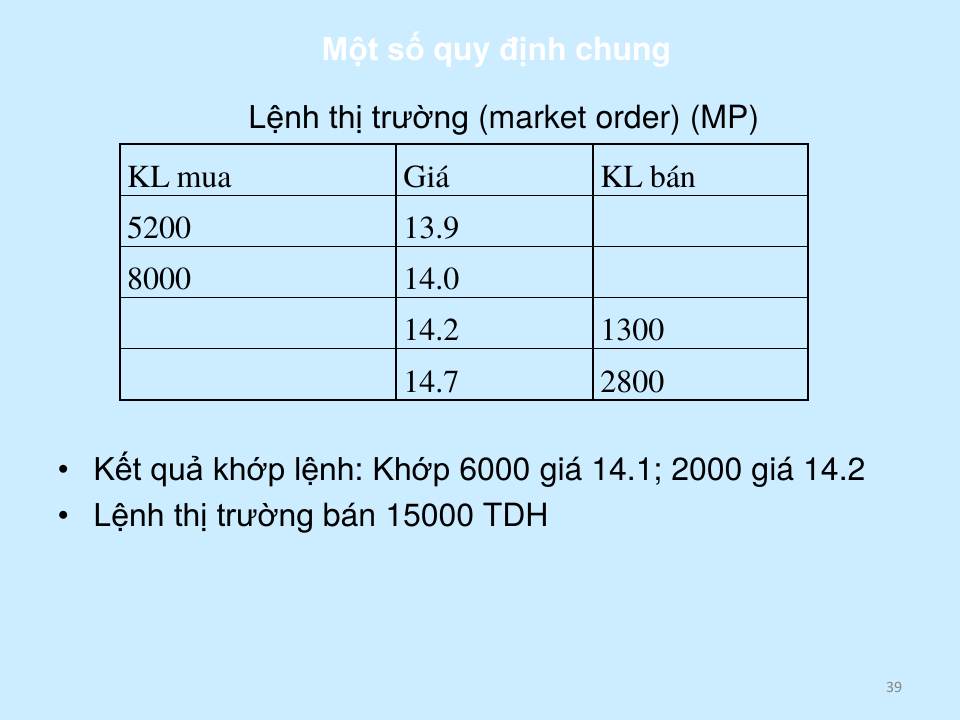 Một số quy định chung
Lệnh thị trường (market order) (MP)
KL mua Giá KL bán
5200 13.9
8000 14.0
14.2 1300
14.7 2800
• Kết quả khớp lệnh: Khớp 6000 giá 14.1; 2000 giá 14.2
• Lệnh thị trường bán 15000 TDH
39